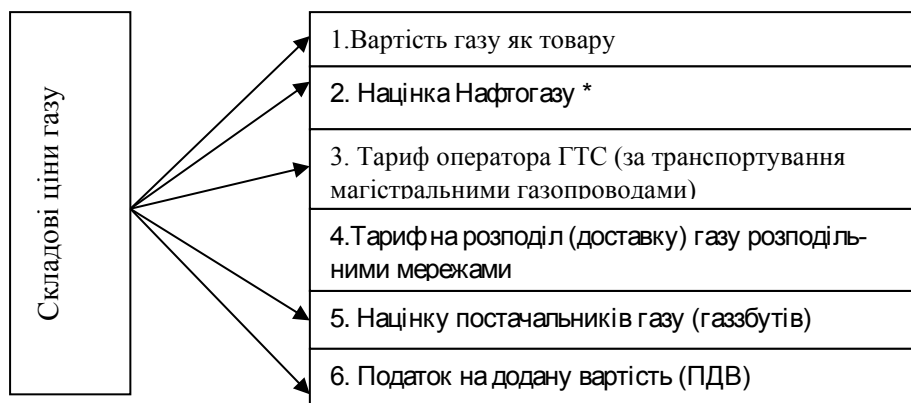 Складові ціни газу
1.Вартість газу як товару
2. Націнка Нафтогазу *
3. Тариф оператора ГТС (за транспортування
магістральними газопроводами)
4.Тариф на розподіл (доставку) газу розподіль-
ними мережами
5. Націнку постачальників газу (газзбутів)
6. Податок на додану вартість (ПДВ)